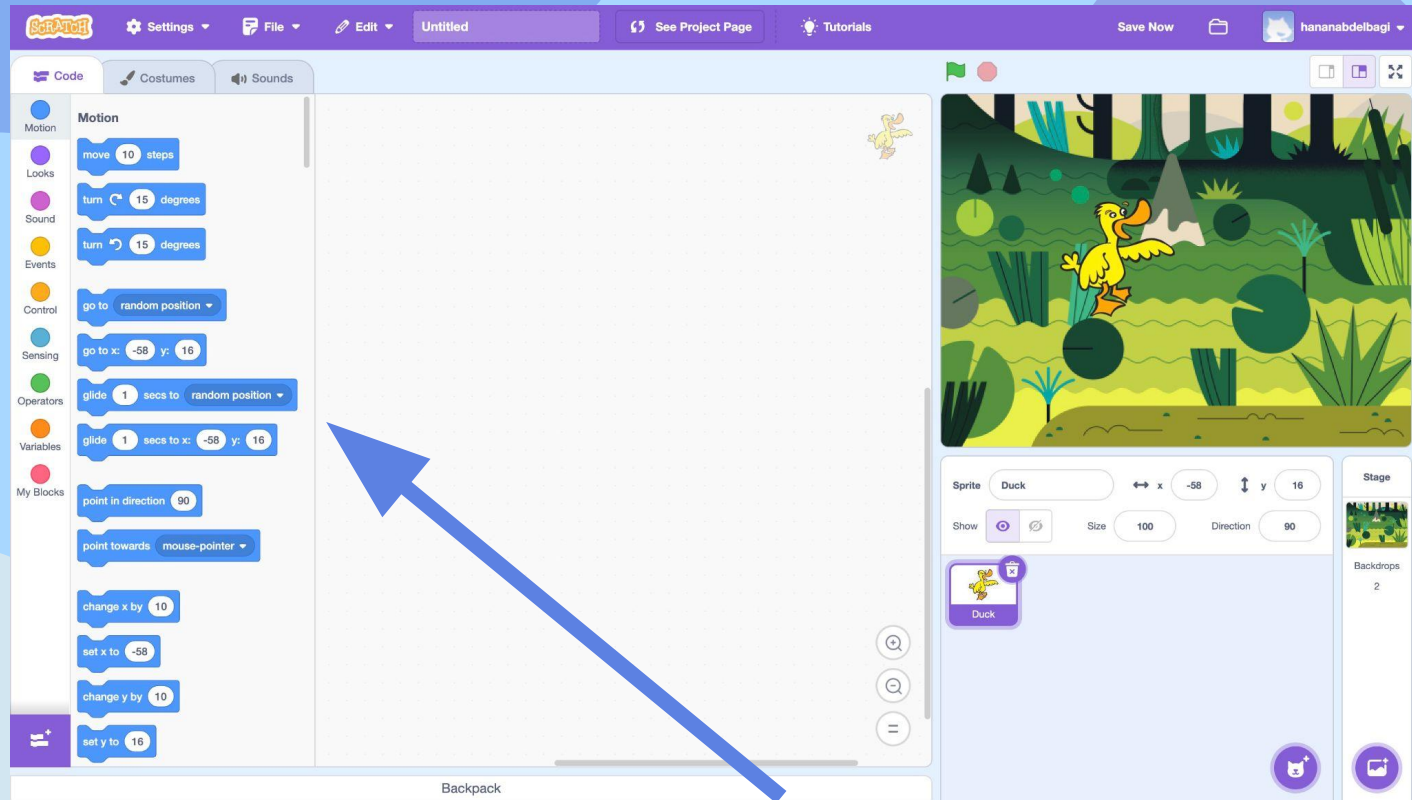 SCRATCH Settings File Edit Untitled See Project Page Tutorials Save Now hananabdelbagi
Code Costumes Sounds
Motion
Looks
Sound
Events
Control
Sensing
Operators
Variables
My Blocks
Motion
move 10 steps
turn 15 degrees
turn 15 degrees
go to random position
go to x: -58 y: 16
glide 1 secs to random position
glide 1 secs to x: -58 y: 16
point in direction 90
point towards mouse-pointer
change x by 10
set x to -58
change y by 10
set y to 16
Backpack
Sprite Duck x -58 y 16
Show Size 100 Direction 90
Duck
Stage
Backdrops
2